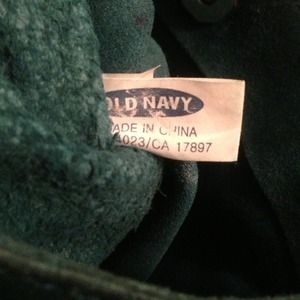 OLD NAVY
ADE IN CHINA
023/CA 17897